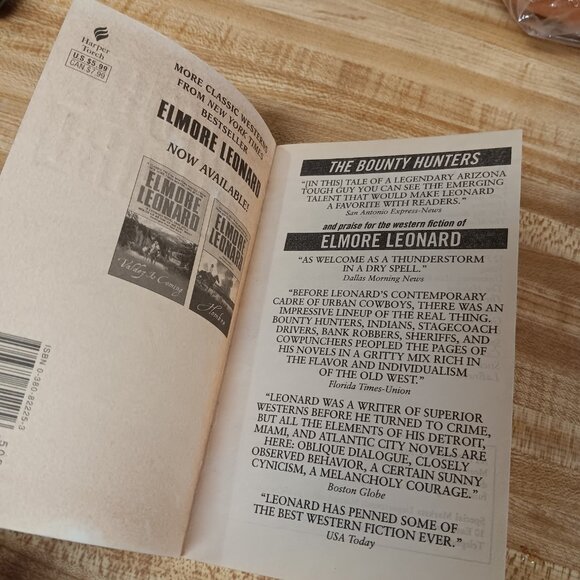 Harper
Torch
U.S. $5.99
CAN $7.99
MORE CLASSIC WESTERNS
FROM NEW YORK TIMES
BESTSELLER
ELMORE LEONARD
NOW AVAILABLE!
ELMORE
LEONARD
Valdez Is Coming
ELMORE
LEONARD
Hombre
ISBN 0-380-82225-3
THE BOUNTY HUNTERS
“[IN THIS] TALE OF A LEGENDARY ARIZONA
TOUGH GUY YOU CAN SEE THE EMERGING
TALENT THAT WOULD MAKE LEONARD
A FAVORITE WITH READERS.”
San Antonio Express-News
and praise for the western fiction of
ELMORE LEONARD
“AS WELCOME AS A THUNDERSTORM
IN A DRY SPELL.”
Dallas Morning News
“BEFORE LEONARD’S CONTEMPORARY
CADRE OF URBAN COWBOYS, THERE WAS AN
IMPRESSIVE LINEUP OF THE REAL THING.
BOUNTY HUNTERS, INDIANS, STAGECOACH
DRIVERS, BANK ROBBERS, SHERIFFS, AND
COWPUNCHERS PEOPLED THE PAGES OF
HIS NOVELS IN A GRITTY MIX RICH IN
THE FLAVOR AND INDIVIDUALISM
OF THE OLD WEST.”
Florida Times-Union
“LEONARD WAS A WRITER OF SUPERIOR
WESTERNS BEFORE HE TURNED TO CRIME,
BUT ALL THE ELEMENTS OF HIS DETROIT,
MIAMI, AND ATLANTIC CITY NOVELS ARE
HERE: OBLIQUE DIALOGUE, CLOSELY
OBSERVED BEHAVIOR, A CERTAIN SUNNY
CYNICISM, A MELANCHOLY COURAGE.”
Boston Globe
“LEONARD HAS PENNED SOME OF
THE BEST WESTERN FICTION EVER.”
USA Today